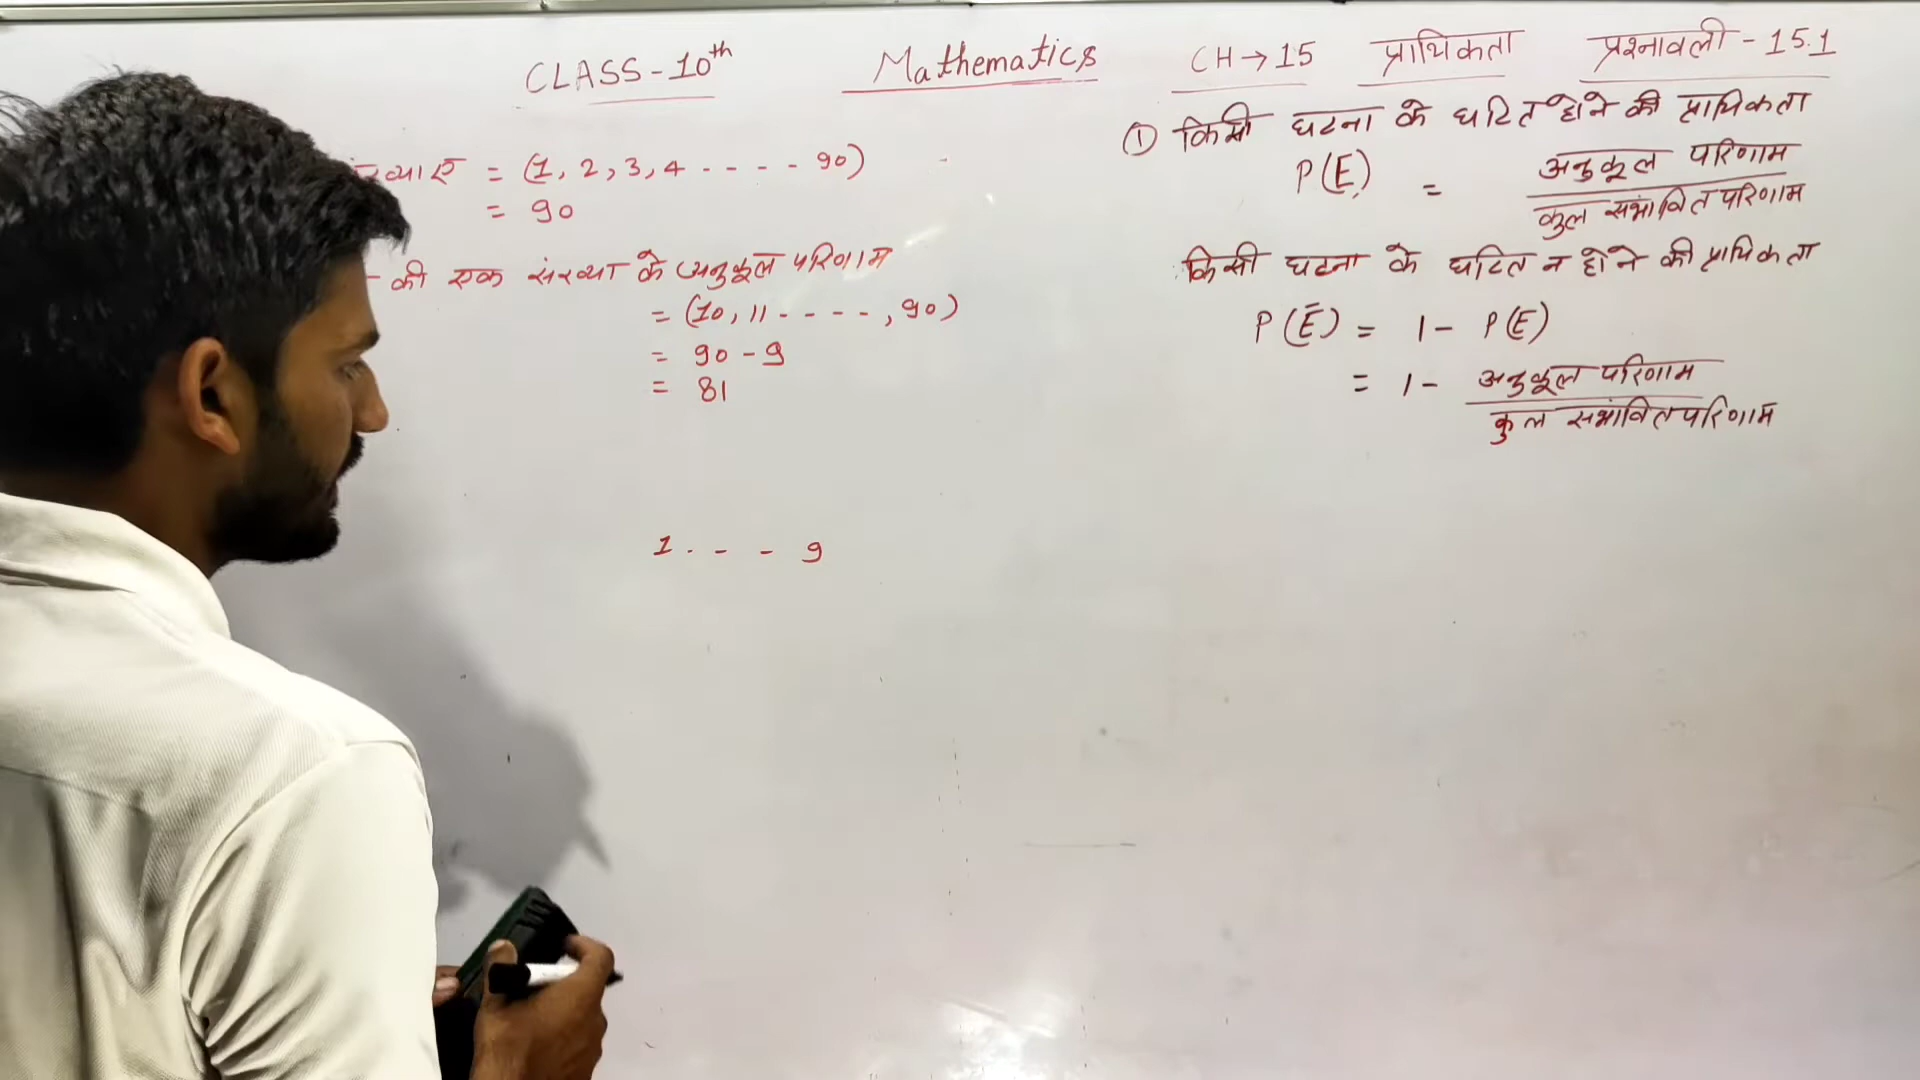 CLASS-10th Mathematics CH→15 प्रायिकता प्रश्नावली-15.1
= (1, 2, 3, 4 - - - - 90)
= 90
की एक संख्या के अनुकूल परिणाम
= (10, 11 - - - -, 90)
= 90 - 9
= 81
1 - - - 9
① किसी घटना के घटित होने की प्रायिकता
P(E) = अनुकूल परिणाम
कुल सभांवित परिणाम
किसी घटना के घटित न होने की प्रायिकता
P(Ē) = 1 - P(E)
= 1 - अनुकूल परिणाम
कुल सभांवित परिणाम